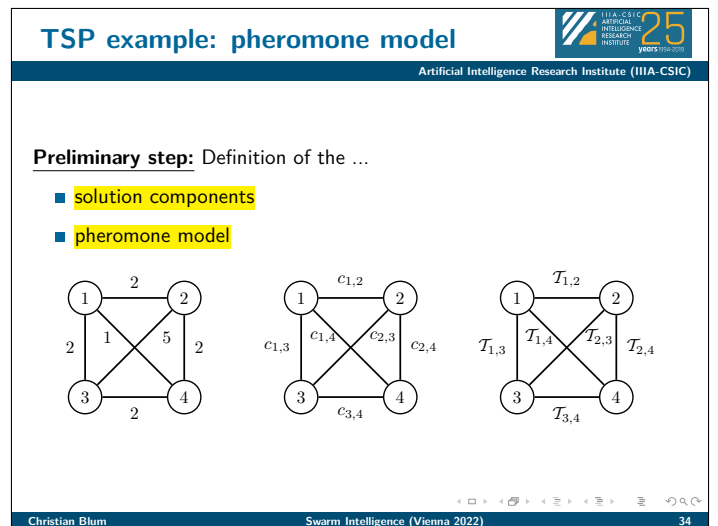 TSP example: pheromone model
IIIA-CSIC
ARTIFICIAL
INTELLIGENCE
RESEARCH
INSTITUTE
25
years 1994-2019
Artificial Intelligence Research Institute (IIIA-CSIC)
Preliminary step: Definition of the ...
solution components
pheromone model
2
1 2
2 1 5 2
3 4
2
c1,2
1 2
c1,3 c1,4 c2,3 c2,4
3 4
c3,4
𝒯1,2
1 2
𝒯1,3 𝒯1,4 𝒯2,3 𝒯2,4
3 4
𝒯3,4
Christian Blum Swarm Intelligence (Vienna 2022) 34